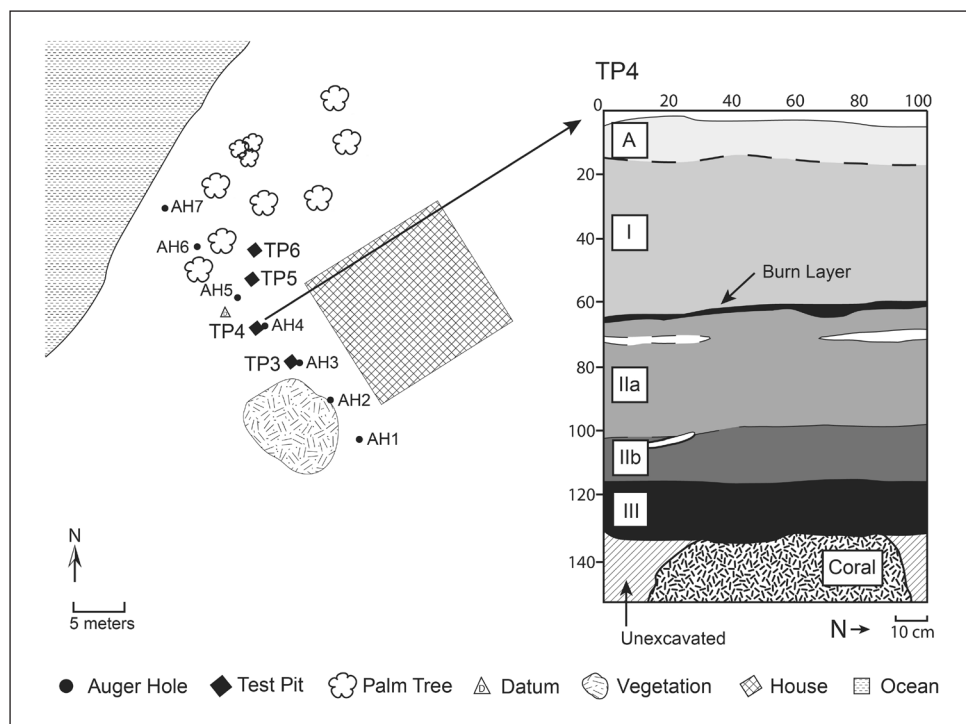 TP4
0 20 40 60 80 100
A
20
I
40
Burn Layer
60
80
IIa
100
IIb
120
III
140
Coral
Unexcavated
N
10 cm
AH7
AH6
TP6
TP5
AH5
D
TP4
AH4
TP3
AH3
AH2
AH1
N
5 meters
Auger Hole Test Pit Palm Tree D Datum Vegetation House Ocean